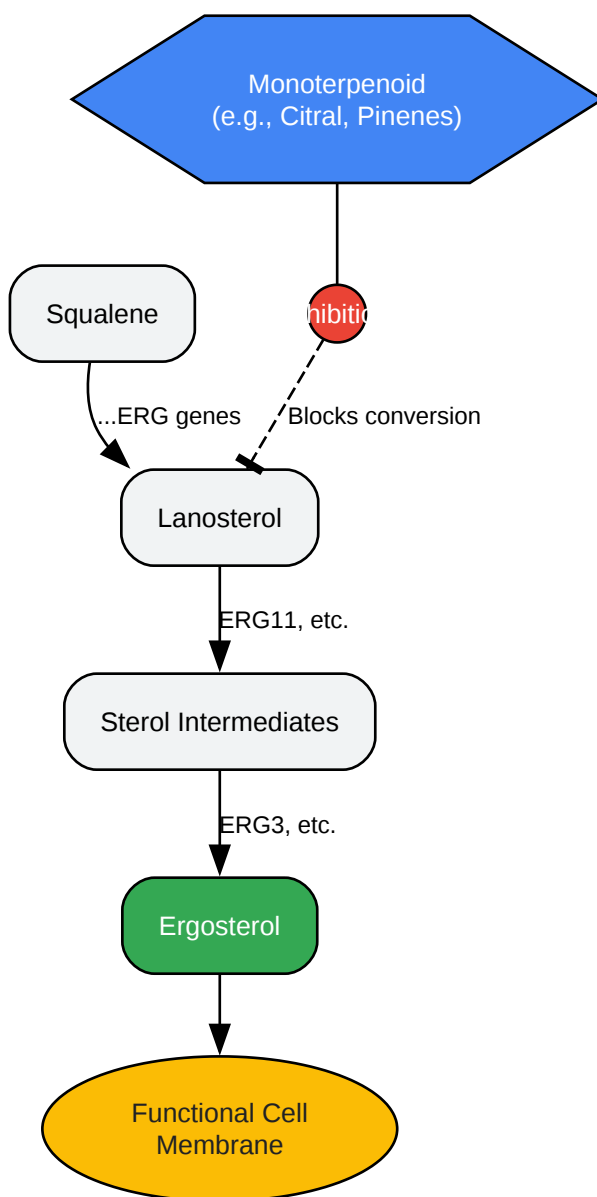 Monoterpenoid
(e.g., Citral, Pinenes)
Squalene
hibitio
...ERG genes
Blocks conversion
Lanosterol
ERG11, etc.
Sterol Intermediates
ERG3, etc.
Ergosterol
Functional Cell
Membrane